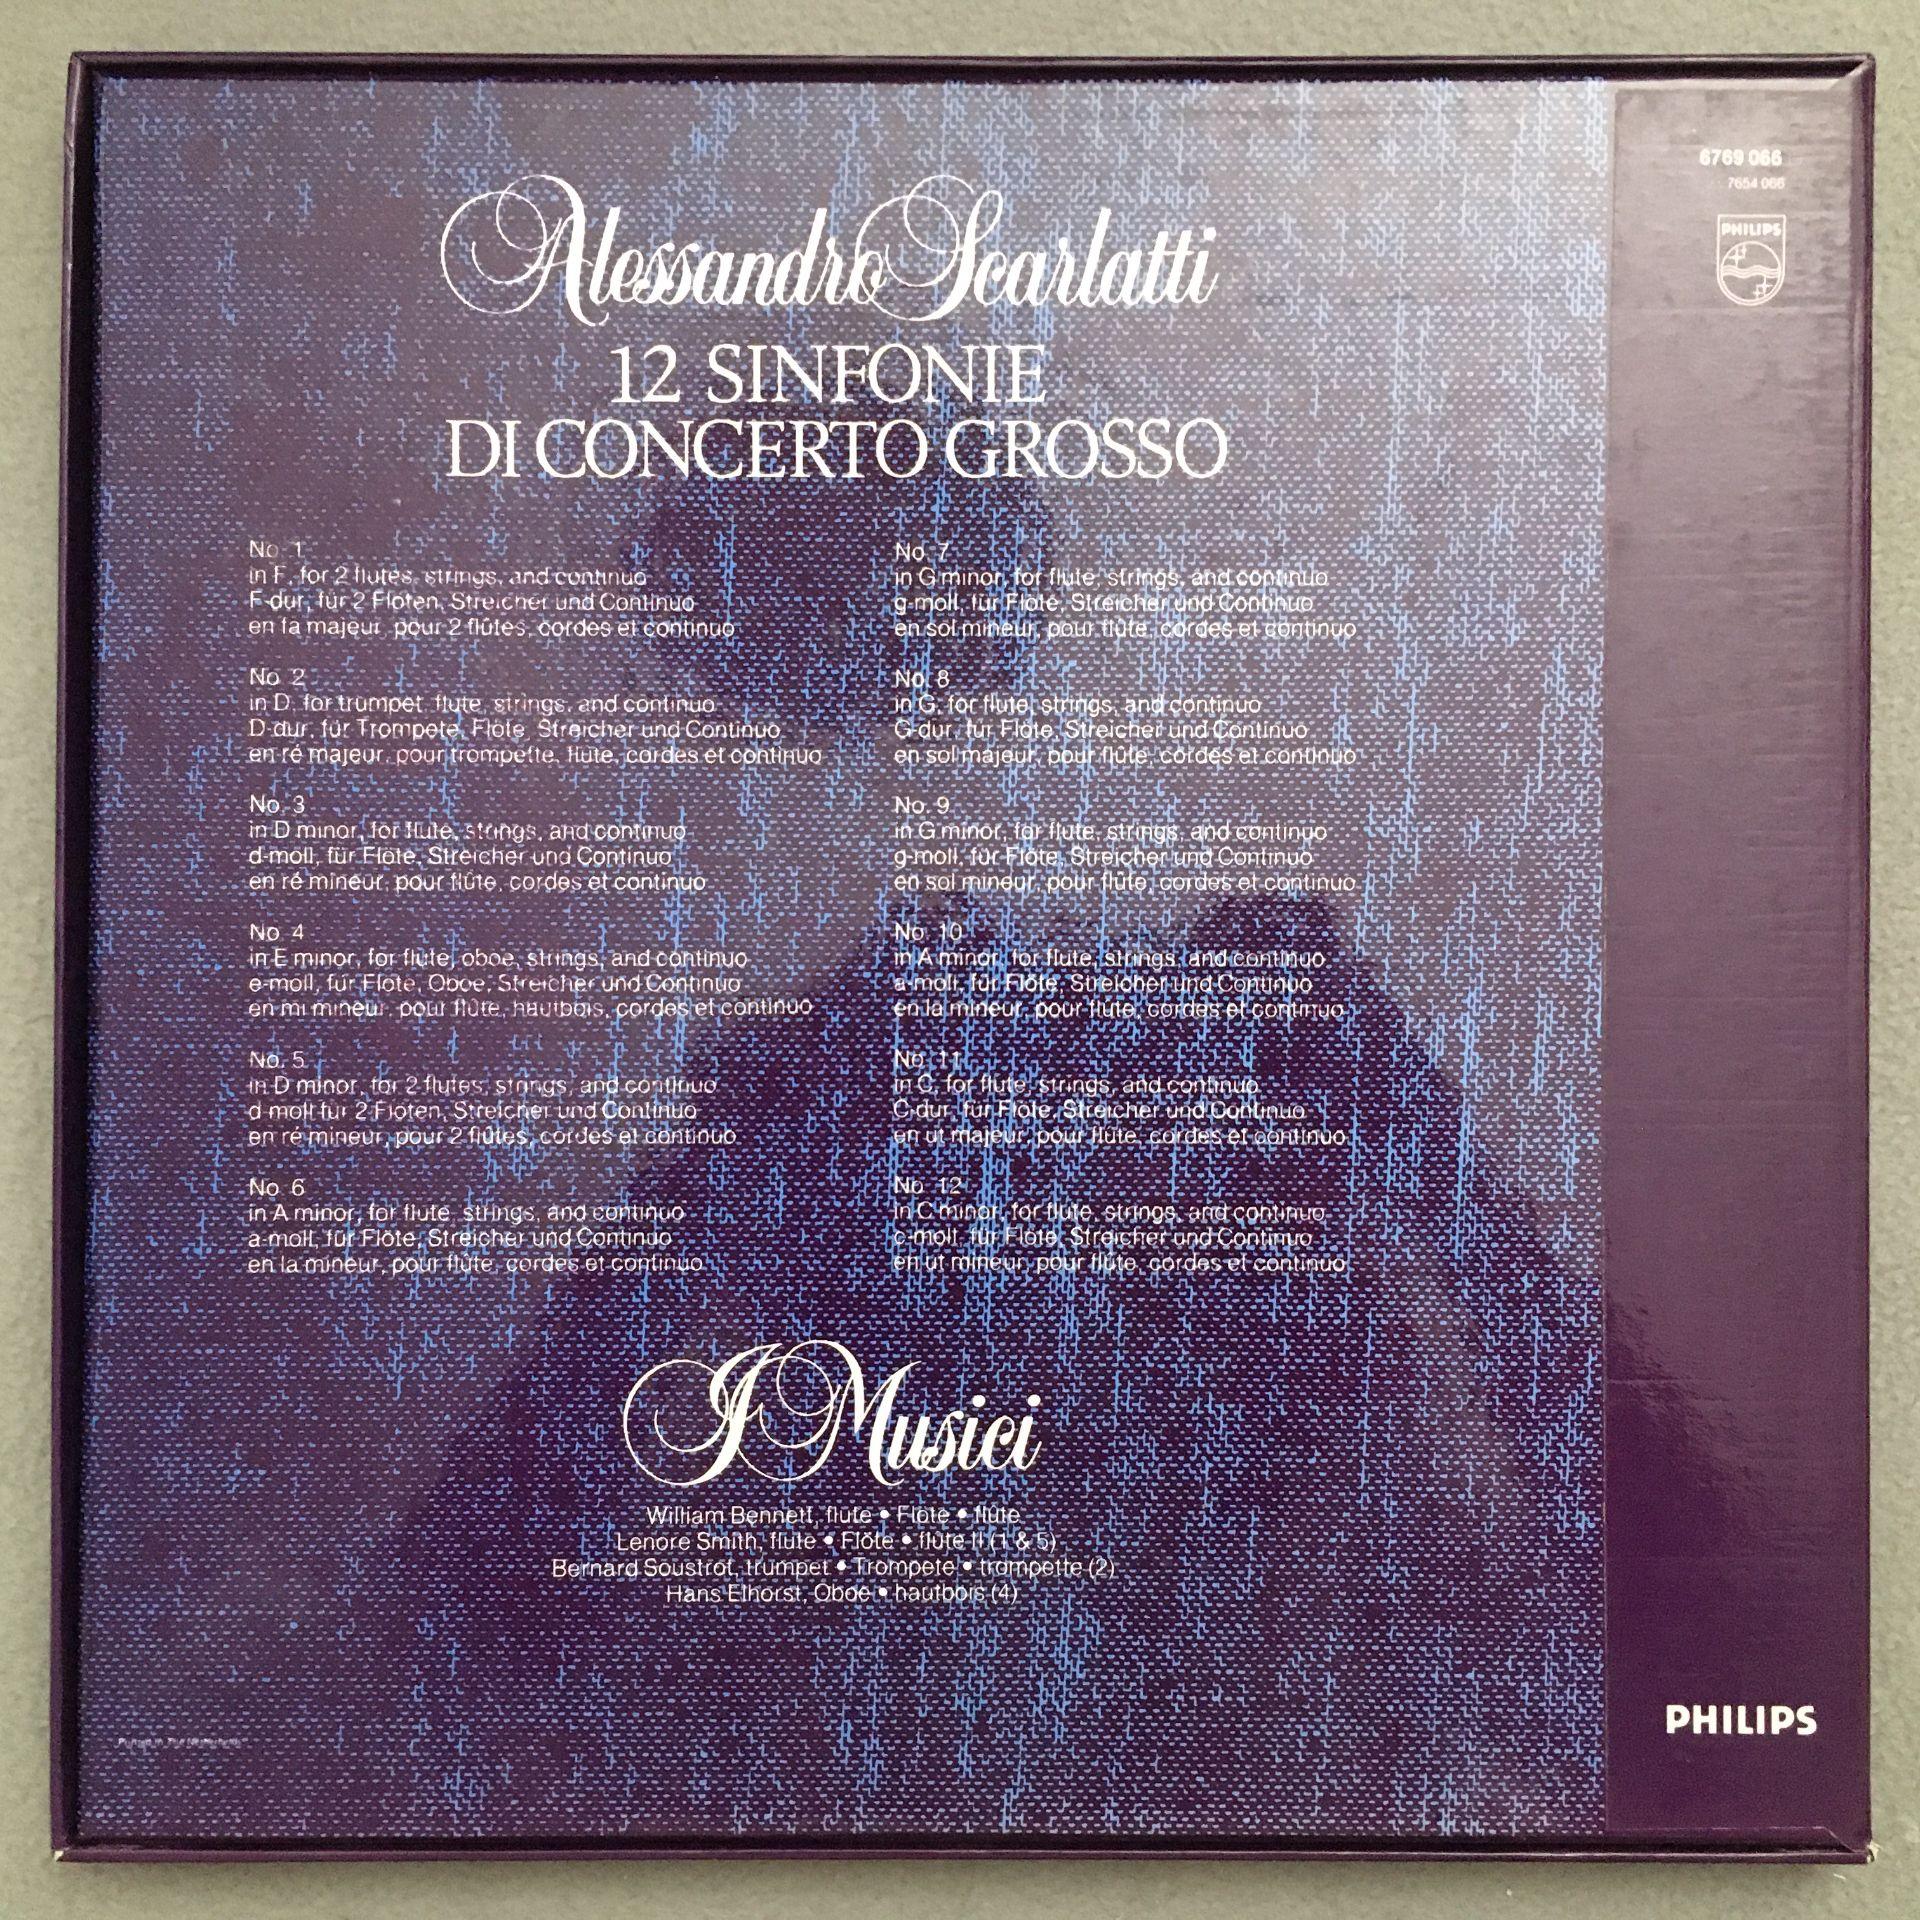 6769 066
7654 066
PHILIPS
Alessandro Scarlatti
12 SINFONIE
DI CONCERTO GROSSO
No. 1
in F, for 2 flutes, strings, and continuo
F-dur, für 2 Flöten, Streicher und Continuo
en fa majeur, pour 2 flûtes, cordes et continuo
No. 2
in D, for trumpet, flute, strings, and continuo
D-dur, für Trompete, Flöte, Streicher und Continuo
en ré majeur, pour trompette, flûte, cordes et continuo
No. 3
in D minor, for flute, strings, and continuo
d-moll, für Flöte, Streicher und Continuo
en ré mineur, pour flûte, cordes et continuo
No. 4
in E minor, for flute, oboe, strings, and continuo
e-moll, für Flöte, Oboe, Streicher und Continuo
en mi mineur, pour flûte, hautbois, cordes et continuo
No. 5
in D minor, for 2 flutes, strings, and continuo
d-moll für 2 Flöten, Streicher und Continuo
en ré mineur, pour 2 flûtes, cordes et continuo
No. 6
in A minor, for flute, strings, and continuo
a-moll, für Flöte, Streicher und Continuo
en la mineur, pour flûte, cordes et continuo
No. 7
in G minor, for flute, strings, and continuo
g-moll, für Flöte, Streicher und Continuo
en sol mineur, pour flûte, cordes et continuo
No. 8
in G, for flute, strings, and continuo
G-dur, für Flöte, Streicher und Continuo
en sol majeur, pour flûte, cordes et continuo
No. 9
in G minor, for flute, strings, and continuo
g-moll, für Flöte, Streicher und Continuo
en sol mineur, pour flûte, cordes et continuo
No. 10
in A minor, for flute, strings, and continuo
a-moll, für Flöte, Streicher und Continuo
en la mineur, pour flûte, cordes et continuo
No. 11
in C, for flute, strings, and continuo
C-dur, für Flöte, Streicher und Continuo
en ut majeur, pour flûte, cordes et continuo
No. 12
in C minor, for flute, strings, and continuo
c-moll, für Flöte, Streicher und Continuo
en ut mineur, pour flûte, cordes et continuo
I Musici
William Bennett, flute • Flöte • flûte
Lenore Smith, flute • Flöte • flûte II (1 & 5)
Bernard Soustrot, trumpet • Trompete • trompette (2)
Hans Elhorst, Oboe • hautbois (4)
Printed in The Netherlands
PHILIPS